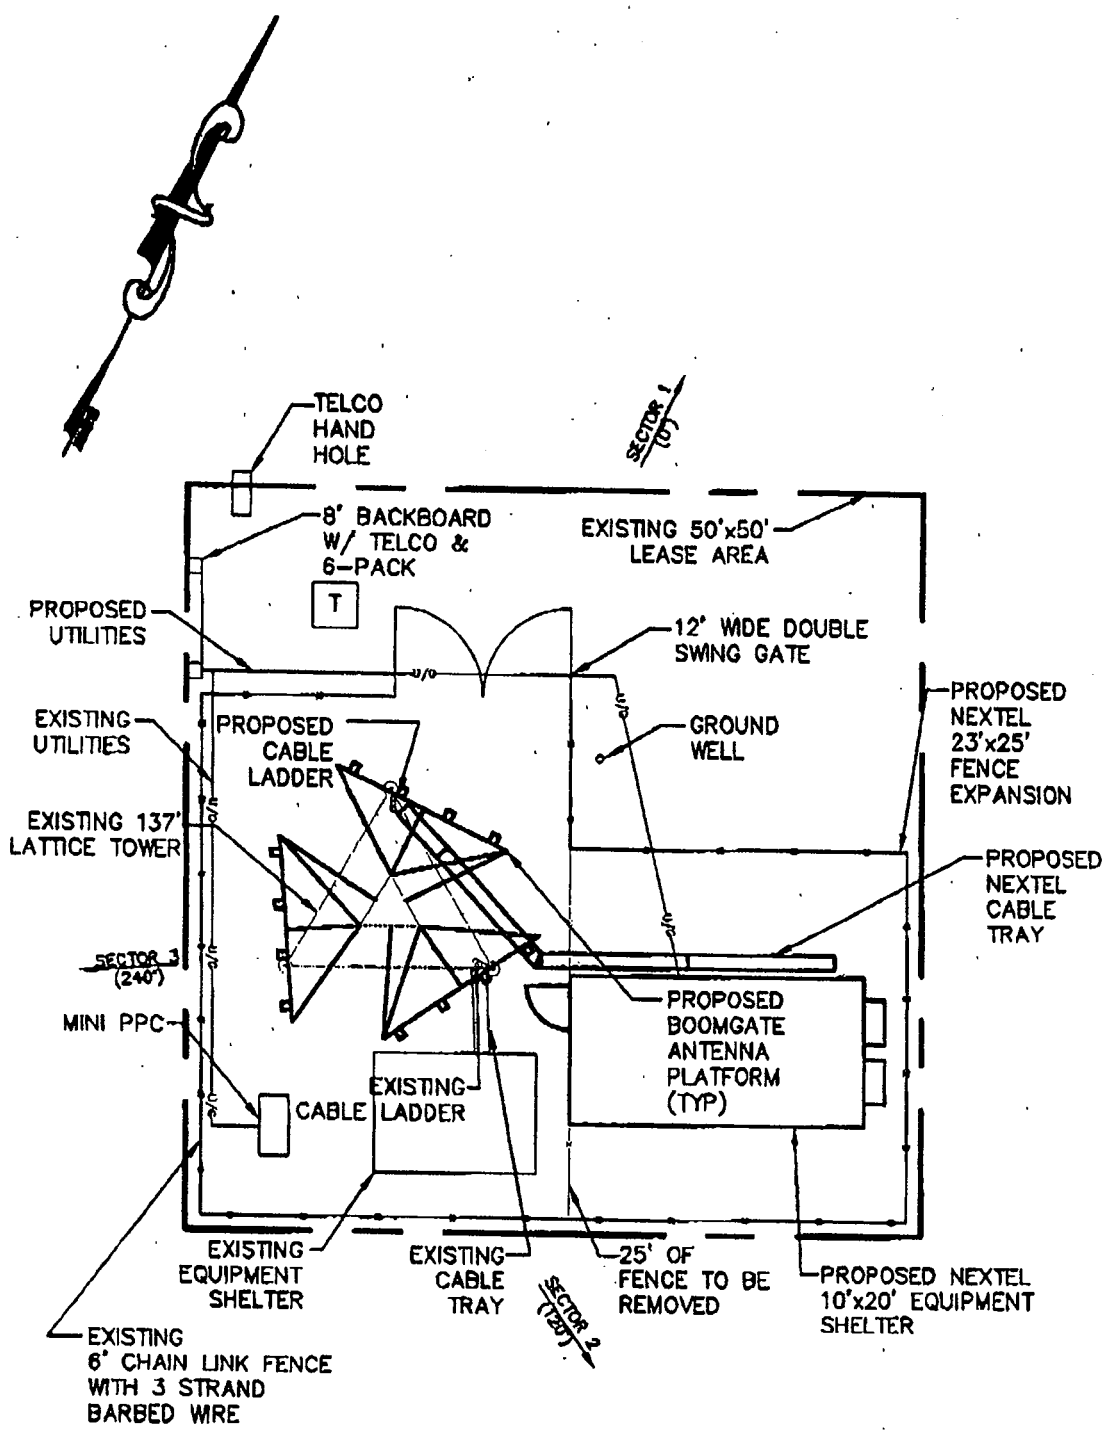 SECTOR 1
(0°)
TELCO
HAND
HOLE
8' BACKBOARD
W/ TELCO &
6-PACK
EXISTING 50'x50'
LEASE AREA
T
PROPOSED
UTILITIES
12' WIDE DOUBLE
SWING GATE
EXISTING
UTILITIES
PROPOSED
CABLE
LADDER
GROUND
WELL
PROPOSED
NEXTEL
23'x25'
FENCE
EXPANSION
EXISTING 137'
LATTICE TOWER
PROPOSED
NEXTEL
CABLE
TRAY
SECTOR 3
(240°)
MINI PPC
PROPOSED
BOOMGATE
ANTENNA
PLATFORM
(TYP)
EXISTING
CABLE LADDER
EXISTING
EQUIPMENT
SHELTER
EXISTING
CABLE
TRAY
25' OF
FENCE TO BE
REMOVED
PROPOSED NEXTEL
10'x20' EQUIPMENT
SHELTER
SECTOR 2
(120°)
EXISTING
6' CHAIN LINK FENCE
WITH 3 STRAND
BARBED WIRE